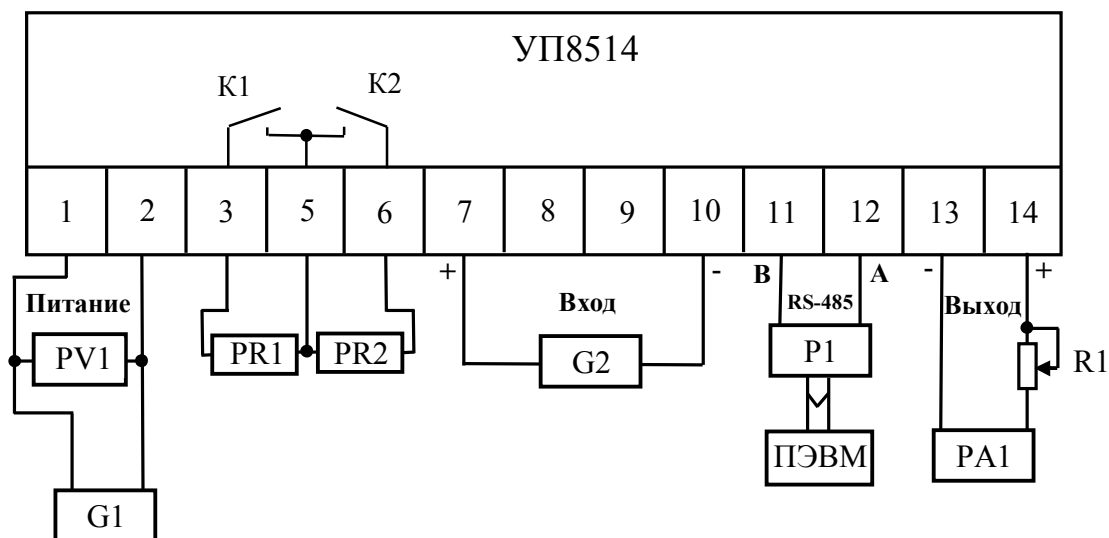 УП8514
К1 К2
1 2 3 5 6 7 8 9 10 11 12 13 14
+ - В А - +
Питание Вход RS-485 Выход
PV1 PR1 PR2 G2 P1 R1
ПЭВМ PA1
G1